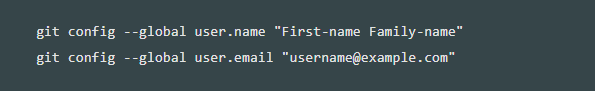 git config --global user.name "First-name Family-name"
git config --global user.email "username@example.com"